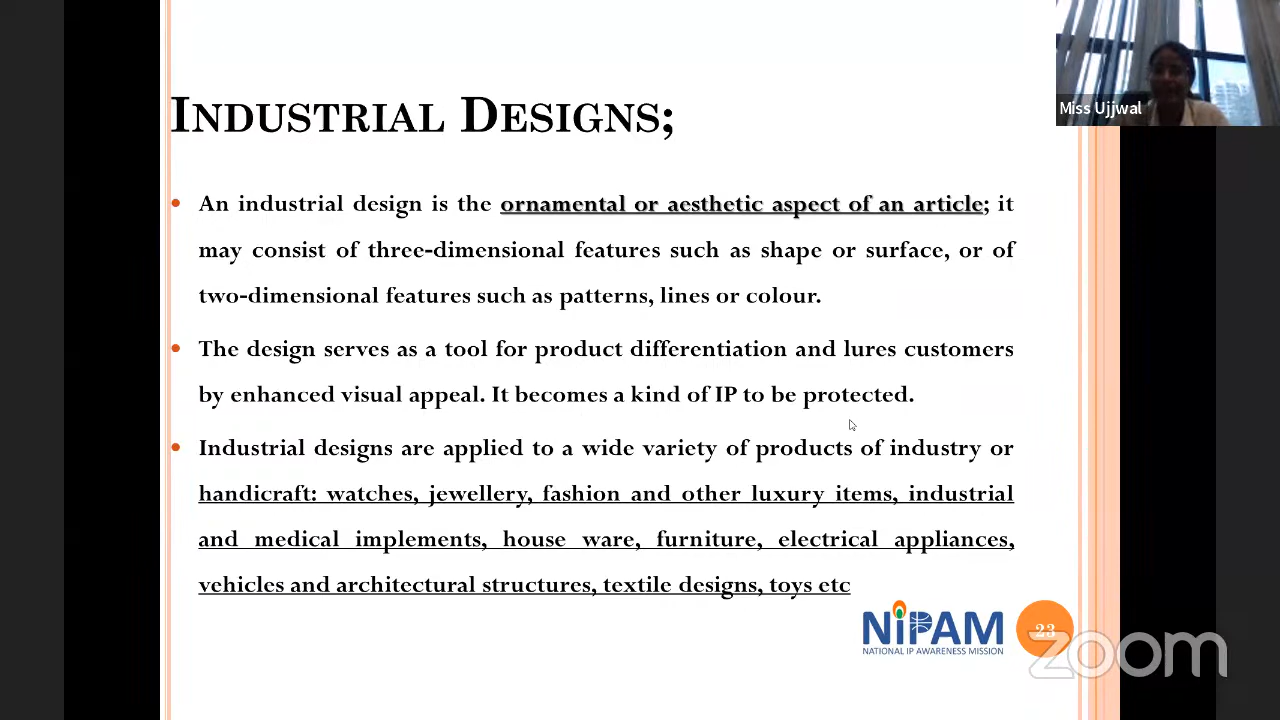 Miss Ujjwal
INDUSTRIAL DESIGNS;
• An industrial design is the ornamental or aesthetic aspect of an article; it
may consist of three-dimensional features such as shape or surface, or of
two-dimensional features such as patterns, lines or colour.
• The design serves as a tool for product differentiation and lures customers
by enhanced visual appeal. It becomes a kind of IP to be protected.
• Industrial designs are applied to a wide variety of products of industry or
handicraft: watches, jewellery, fashion and other luxury items, industrial
and medical implements, house ware, furniture, electrical appliances,
vehicles and architectural structures, textile designs, toys etc
NIPAM
NATIONAL IP AWARENESS MISSION
23
zoom